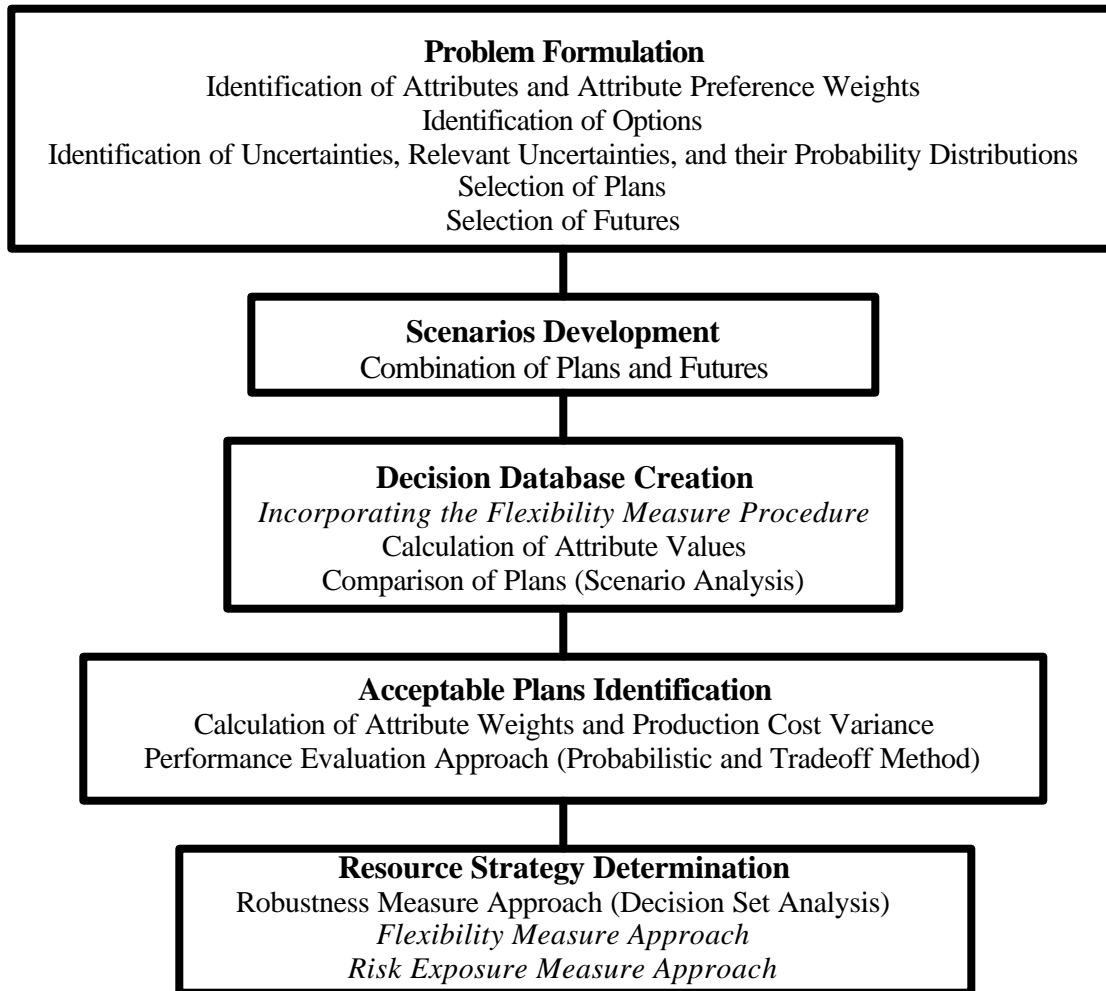 Problem Formulation
Identification of Attributes and Attribute Preference Weights
Identification of Options
Identification of Uncertainties, Relevant Uncertainties, and their Probability Distributions
Selection of Plans
Selection of Futures
Scenarios Development
Combination of Plans and Futures
Decision Database Creation
Incorporating the Flexibility Measure Procedure
Calculation of Attribute Values
Comparison of Plans (Scenario Analysis)
Acceptable Plans Identification
Calculation of Attribute Weights and Production Cost Variance
Performance Evaluation Approach (Probabilistic and Tradeoff Method)
Resource Strategy Determination
Robustness Measure Approach (Decision Set Analysis)
Flexibility Measure Approach
Risk Exposure Measure Approach